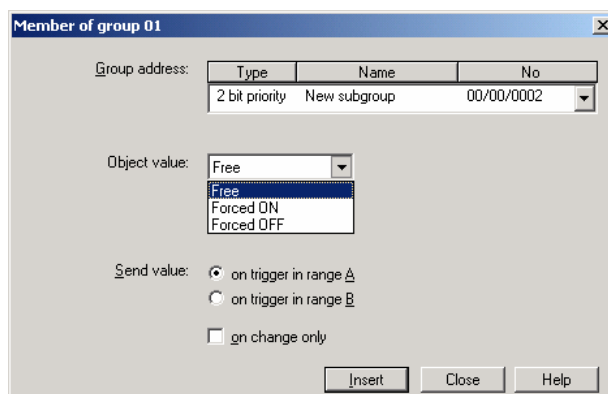 Member of group 01
Group address: Type Name No
2 bit priority New subgroup 00/00/0002
Object value: Free
Free
Forced ON
Forced OFF
Send value: on trigger in range A
on trigger in range B
on change only
Insert Close Help